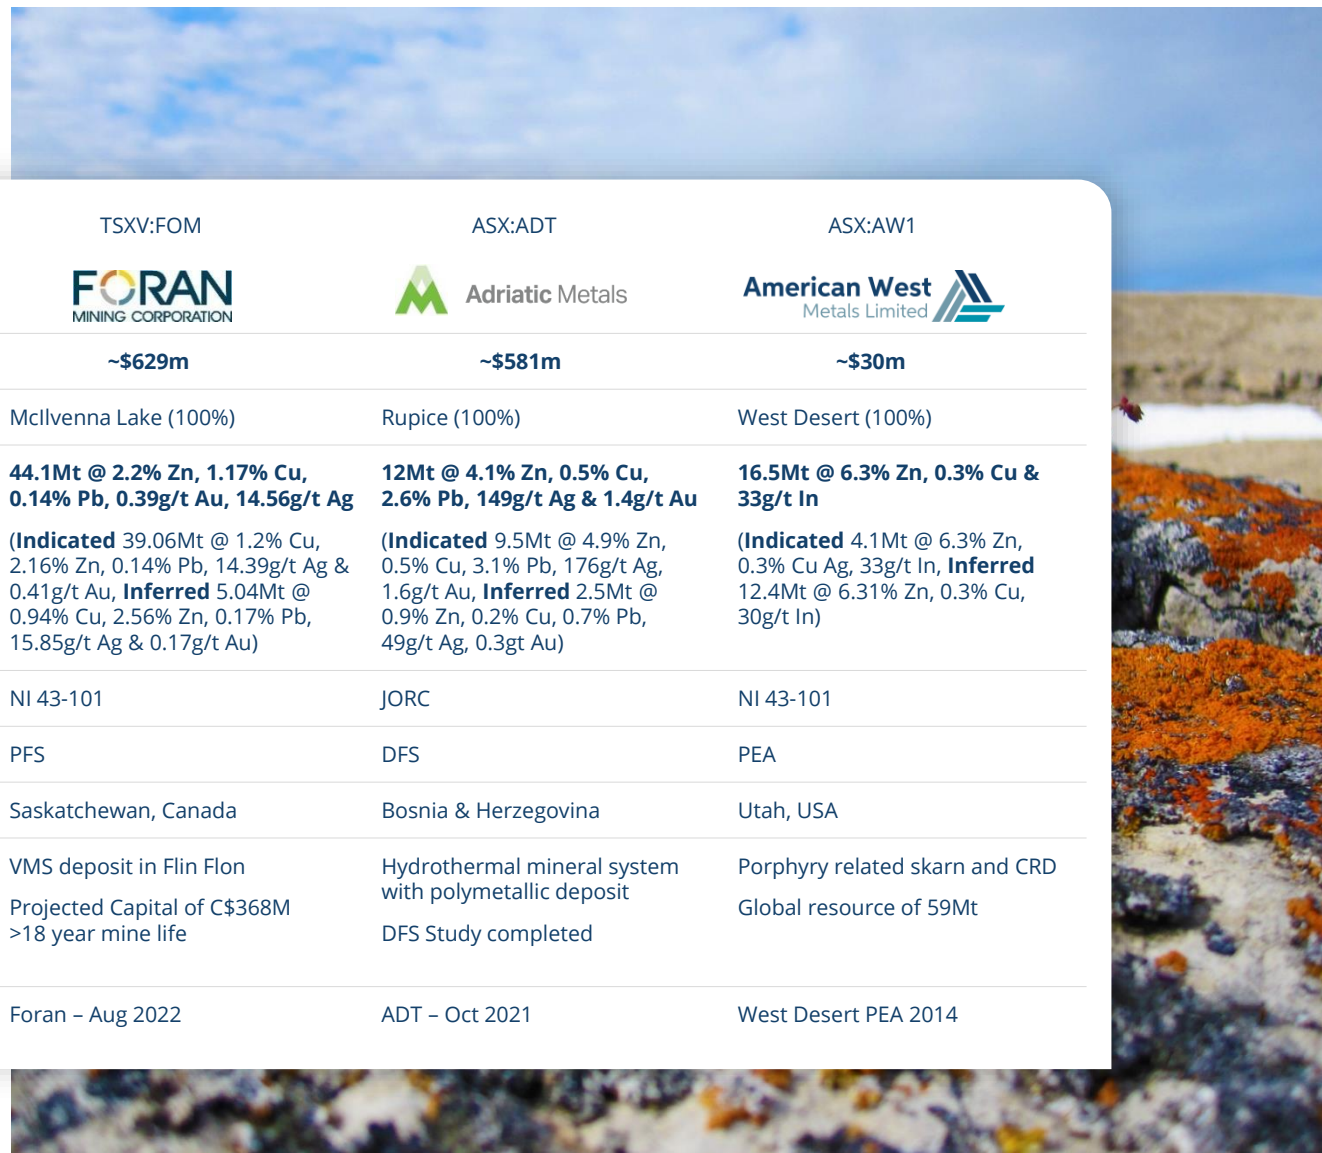 TSXV:FOM
ASX:ADT
ASX:AW1
FORAN
MINING CORPORATION
Adriatic Metals
American West
Metals Limited
~$629m
~$581m
~$30m
McIlvenna Lake (100%)
Rupice (100%)
West Desert (100%)
44.1Mt @ 2.2% Zn, 1.17% Cu,
0.14% Pb, 0.39g/t Au, 14.56g/t Ag
(Indicated 39.06Mt @ 1.2% Cu,
2.16% Zn, 0.14% Pb, 14.39g/t Ag &
0.41g/t Au, Inferred 5.04Mt @
0.94% Cu, 2.56% Zn, 0.17% Pb,
15.85g/t Ag & 0.17g/t Au)
12Mt @ 4.1% Zn, 0.5% Cu,
2.6% Pb, 149g/t Ag & 1.4g/t Au
(Indicated 9.5Mt @ 4.9% Zn,
0.5% Cu, 3.1% Pb, 176g/t Ag,
1.6g/t Au, Inferred 2.5Mt @
0.9% Zn, 0.2% Cu, 0.7% Pb,
49g/t Ag, 0.3gt Au)
16.5Mt @ 6.3% Zn, 0.3% Cu &
33g/t In
(Indicated 4.1Mt @ 6.3% Zn,
0.3% Cu Ag, 33g/t In, Inferred
12.4Mt @ 6.31% Zn, 0.3% Cu,
30g/t In)
NI 43-101
JORC
NI 43-101
PFS
DFS
PEA
Saskatchewan, Canada
Bosnia & Herzegovina
Utah, USA
VMS deposit in Flin Flon
Projected Capital of C$368M
>18 year mine life
Hydrothermal mineral system
with polymetallic deposit
DFS Study completed
Porphyry related skarn and CRD
Global resource of 59Mt
Foran – Aug 2022
ADT – Oct 2021
West Desert PEA 2014